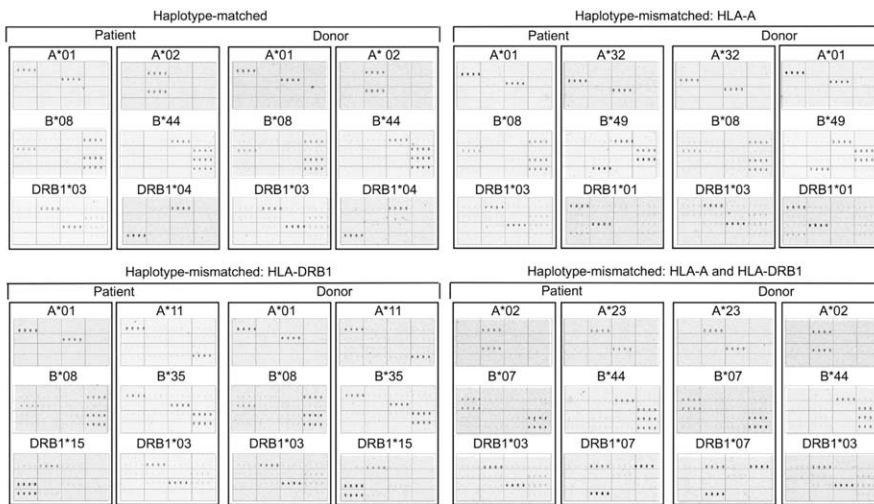 Haplotype-matched
Patient Donor
A*01 A*02 A*01 A* 02
B*08 B*44 B*08 B*44
DRB1*03 DRB1*04 DRB1*03 DRB1*04
Haplotype-mismatched: HLA-A
Patient Donor
A*01 A*32 A*32 A*01
B*08 B*49 B*08 B*49
DRB1*03 DRB1*01 DRB1*03 DRB1*01
Haplotype-mismatched: HLA-DRB1
Patient Donor
A*01 A*11 A*01 A*11
B*08 B*35 B*08 B*35
DRB1*15 DRB1*03 DRB1*03 DRB1*15
Haplotype-mismatched: HLA-A and HLA-DRB1
Patient Donor
A*02 A*23 A*23 A*02
B*07 B*44 B*07 B*44
DRB1*03 DRB1*07 DRB1*07 DRB1*03